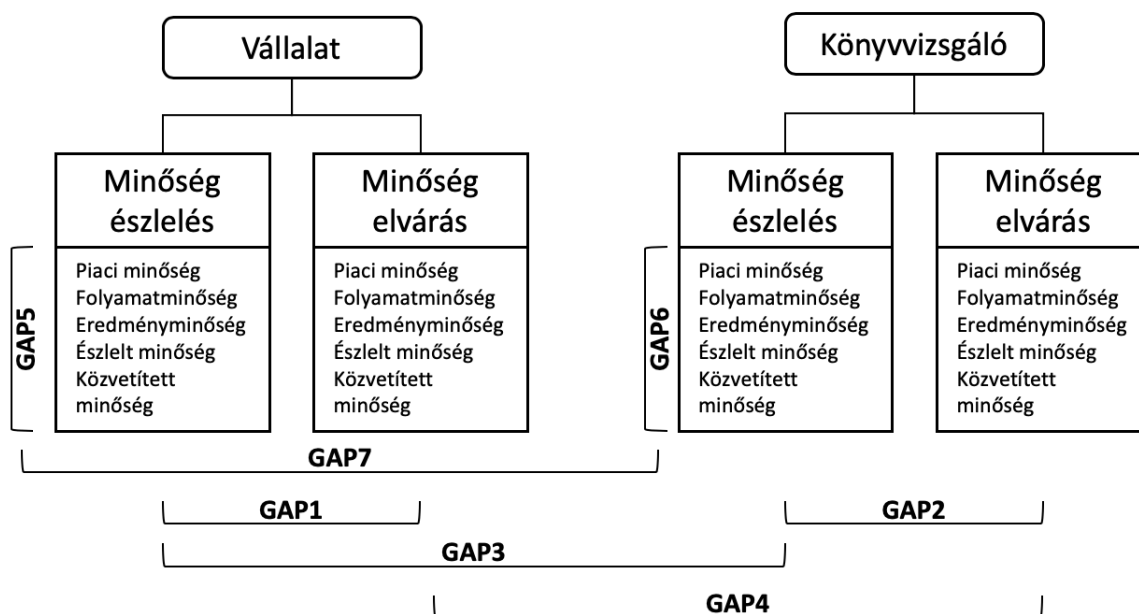 Vállalat
Könyvvizsgáló
Minőség
észlelés
Minőség
elvárás
Minőség
észlelés
Minőség
elvárás
GAP5
Piaci minőség
Folyamatminőség
Eredményminőség
Észlelt minőség
Közvetített
minőség
Piaci minőség
Folyamatminőség
Eredményminőség
Észlelt minőség
Közvetített
minőség
GAP6
Piaci minőség
Folyamatminőség
Eredményminőség
Észlelt minőség
Közvetített
minőség
Piaci minőség
Folyamatminőség
Eredményminőség
Észlelt minőség
Közvetített
minőség
GAP7
GAP1
GAP2
GAP3
GAP4